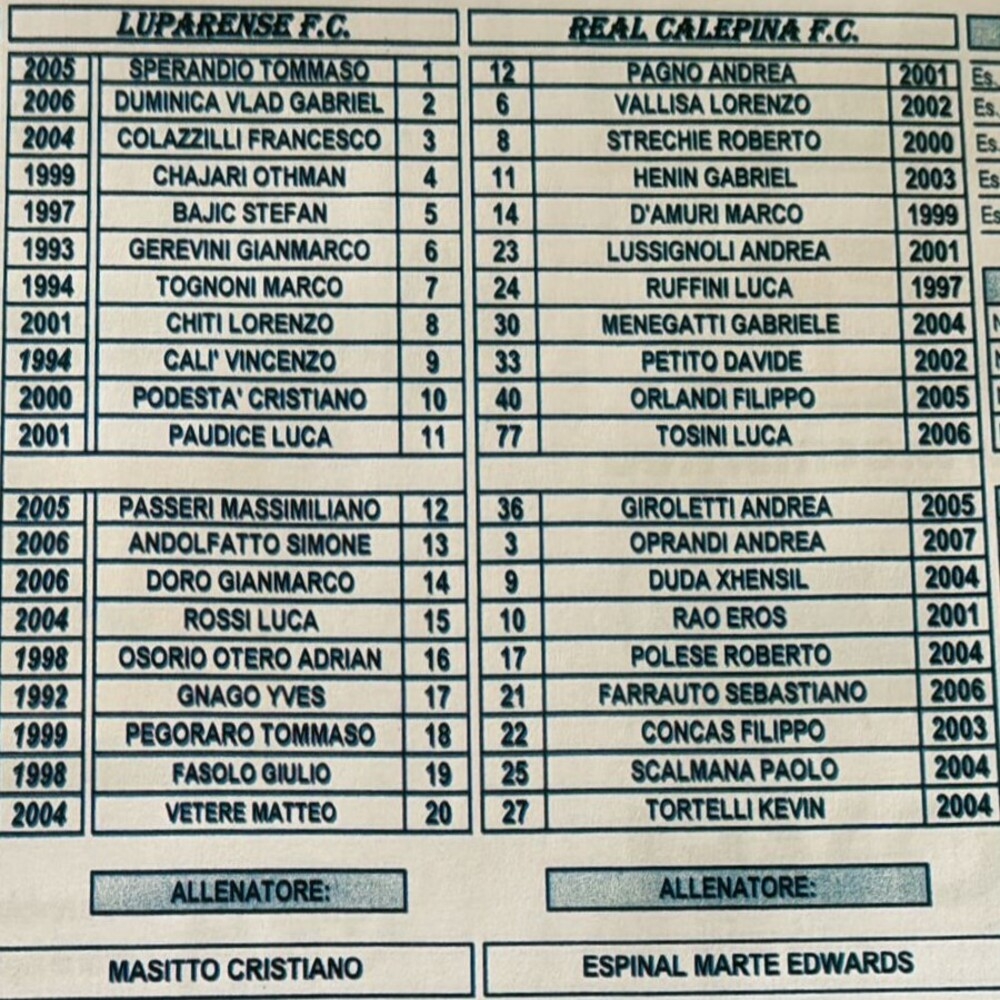 LUPARENSE F.C. REAL CALEPINA F.C.
2005 SPERANDIO TOMMASO 1 12 PAGNO ANDREA 2001 Es.
2006 DUMINICA VLAD GABRIEL 2 6 VALLISA LORENZO 2002 Es.
2004 COLAZZILLI FRANCESCO 3 8 STRECHIE ROBERTO 2000 Es.
1999 CHAJARI OTHMAN 4 11 HENIN GABRIEL 2003 Es
1997 BAJIC STEFAN 5 14 D'AMURI MARCO 1999 Es
1993 GEREVINI GIANMARCO 6 23 LUSSIGNOLI ANDREA 2001
1994 TOGNONI MARCO 7 24 RUFFINI LUCA 1997
2001 CHITI LORENZO 8 30 MENEGATTI GABRIELE 2004
1994 CALI' VINCENZO 9 33 PETITO DAVIDE 2002
2000 PODESTA' CRISTIANO 10 40 ORLANDI FILIPPO 2005
2001 PAUDICE LUCA 11 77 TOSINI LUCA 2006
2005 PASSERI MASSIMILIANO 12 36 GIROLETTI ANDREA 2005
2006 ANDOLFATTO SIMONE 13 3 OPRANDI ANDREA 2007
2006 DORO GIANMARCO 14 9 DUDA XHENSIL 2004
2004 ROSSI LUCA 15 10 RAO EROS 2001
1998 OSORIO OTERO ADRIAN 16 17 POLESE ROBERTO 2004
1992 GNAGO YVES 17 21 FARRAUTO SEBASTIANO 2006
1999 PEGORARO TOMMASO 18 22 CONCAS FILIPPO 2003
1998 FASOLO GIULIO 19 25 SCALMANA PAOLO 2004
2004 VETERE MATTEO 20 27 TORTELLI KEVIN 2004
ALLENATORE: ALLENATORE:
MASITTO CRISTIANO ESPINAL MARTE EDWARDS